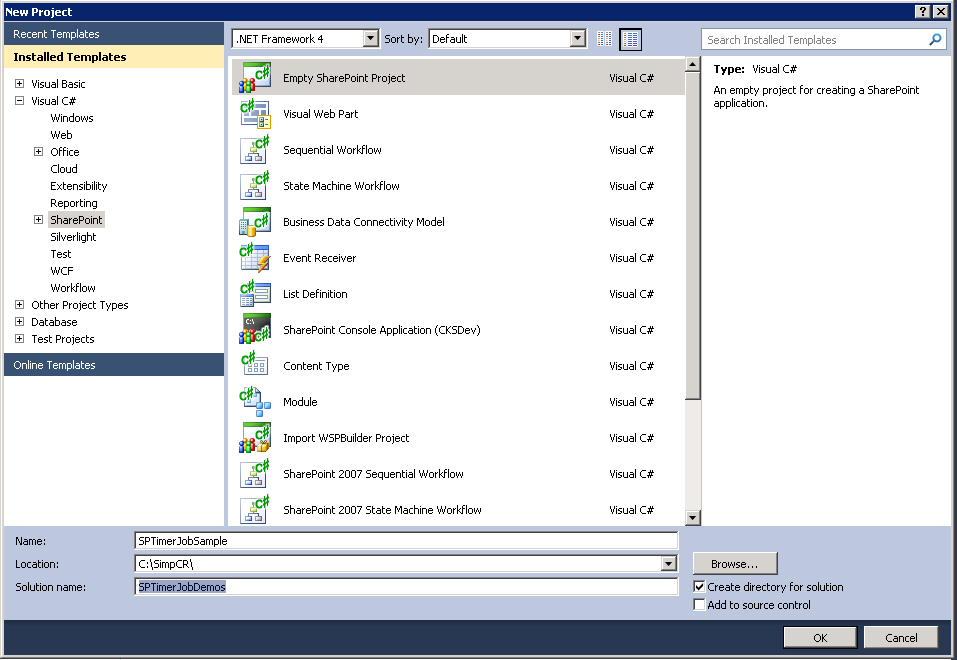 New Project
Recent Templates
Installed Templates
Visual Basic
Visual C#
Windows
Web
Office
Cloud
Extensibility
Reporting
SharePoint
Silverlight
Test
WCF
Workflow
Other Project Types
Database
Test Projects
Online Templates
.NET Framework 4 Sort by: Default
Search Installed Templates
Empty SharePoint Project Visual C#
Visual Web Part Visual C#
Sequential Workflow Visual C#
State Machine Workflow Visual C#
Business Data Connectivity Model Visual C#
Event Receiver Visual C#
List Definition Visual C#
SharePoint Console Application (CKSDev) Visual C#
Content Type Visual C#
Module Visual C#
Import WSPBuilder Project Visual C#
SharePoint 2007 Sequential Workflow Visual C#
SharePoint 2007 State Machine Workflow Visual C#
Type: Visual C#
An empty project for creating a SharePoint
application.
Name: SPTimerJobSample
Location: C:\SimpCR\
Solution name: SPTimerJobDemos
Browse...
Create directory for solution
Add to source control
OK Cancel